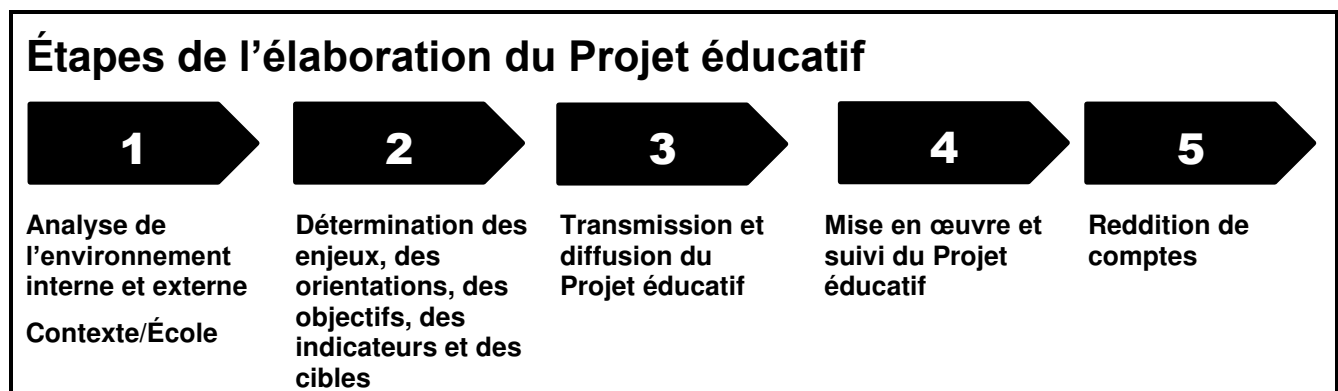 Étapes de l’élaboration du Projet éducatif
1
2
3
4
5
Analyse de
l’environnement
interne et externe
Contexte/École
Détermination des
enjeux, des
orientations, des
objectifs, des
indicateurs et des
cibles
Transmission et
diffusion du
Projet éducatif
Mise en œuvre et
suivi du Projet
éducatif
Reddition de
comptes